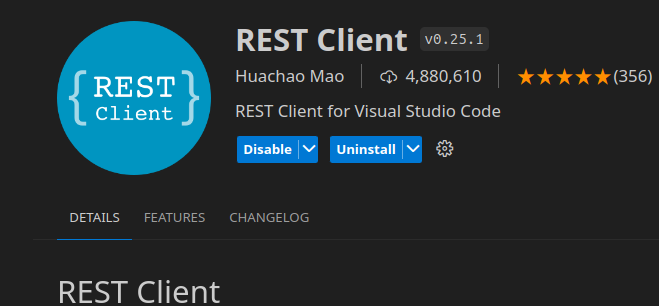 {REST Client}
REST Client v0.25.1
Huachao Mao 4,880,610 (356)
REST Client for Visual Studio Code
Disable Uninstall
DETAILS FEATURES CHANGELOG
REST Client